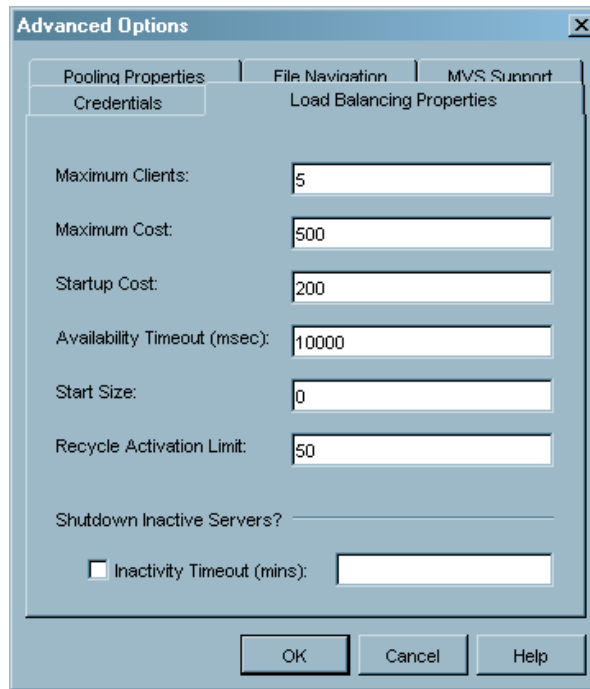 Advanced Options
Pooling Properties File Navigation MVS Support
Credentials Load Balancing Properties
Maximum Clients: 5
Maximum Cost: 500
Startup Cost: 200
Availability Timeout (msec): 10000
Start Size: 0
Recycle Activation Limit: 50
Shutdown Inactive Servers?
Inactivity Timeout (mins):
OK Cancel Help